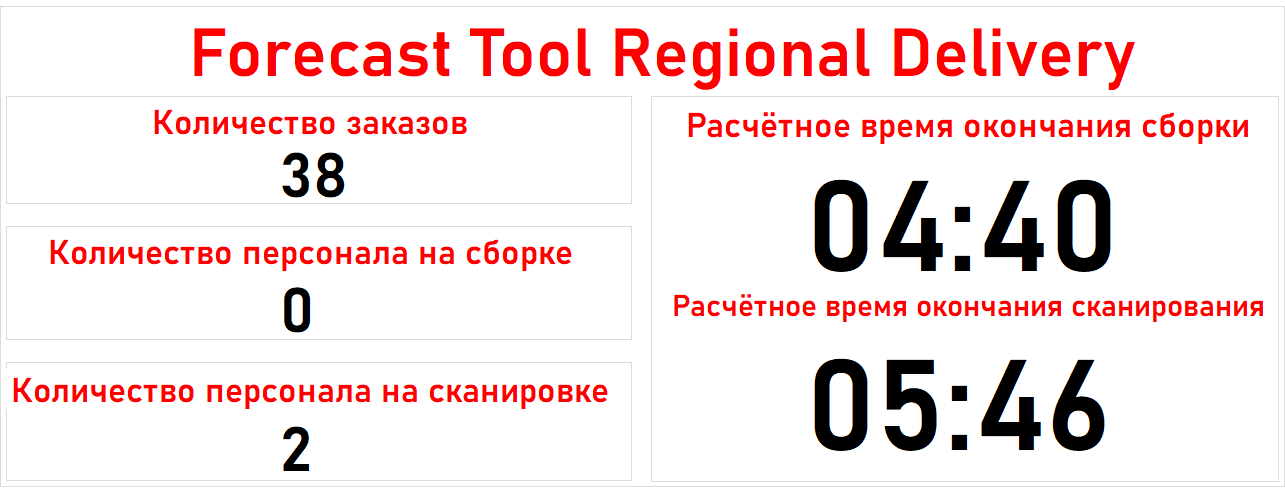 Forecast Tool Regional Delivery
Количество заказов
38
Количество персонала на сборке
0
Количество персонала на сканировке
2
Расчётное время окончания сборки
04:40
Расчётное время окончания сканирования
05:46